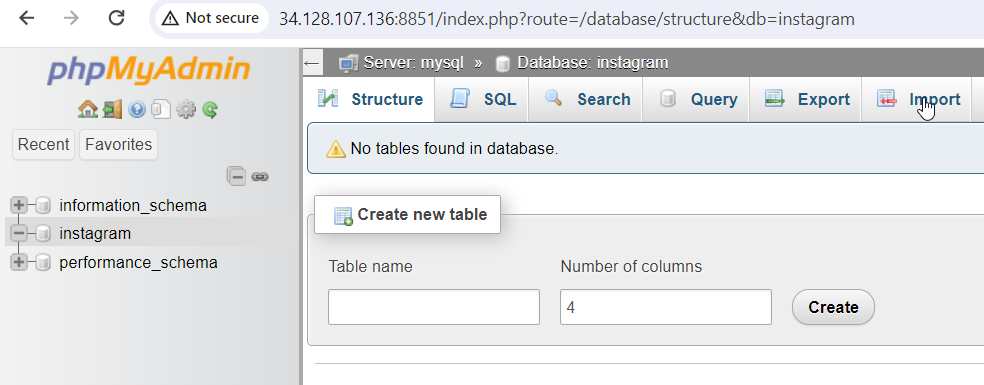 Not secure 34.128.107.136:8851/index.php?route=/database/structure&db=instagram
phpMyAdmin
Server: mysql » Database: instagram
Structure SQL Search Query Export Import
Recent Favorites
No tables found in database.
information_schema
instagram
performance_schema
Create new table
Table name Number of columns
4 Create